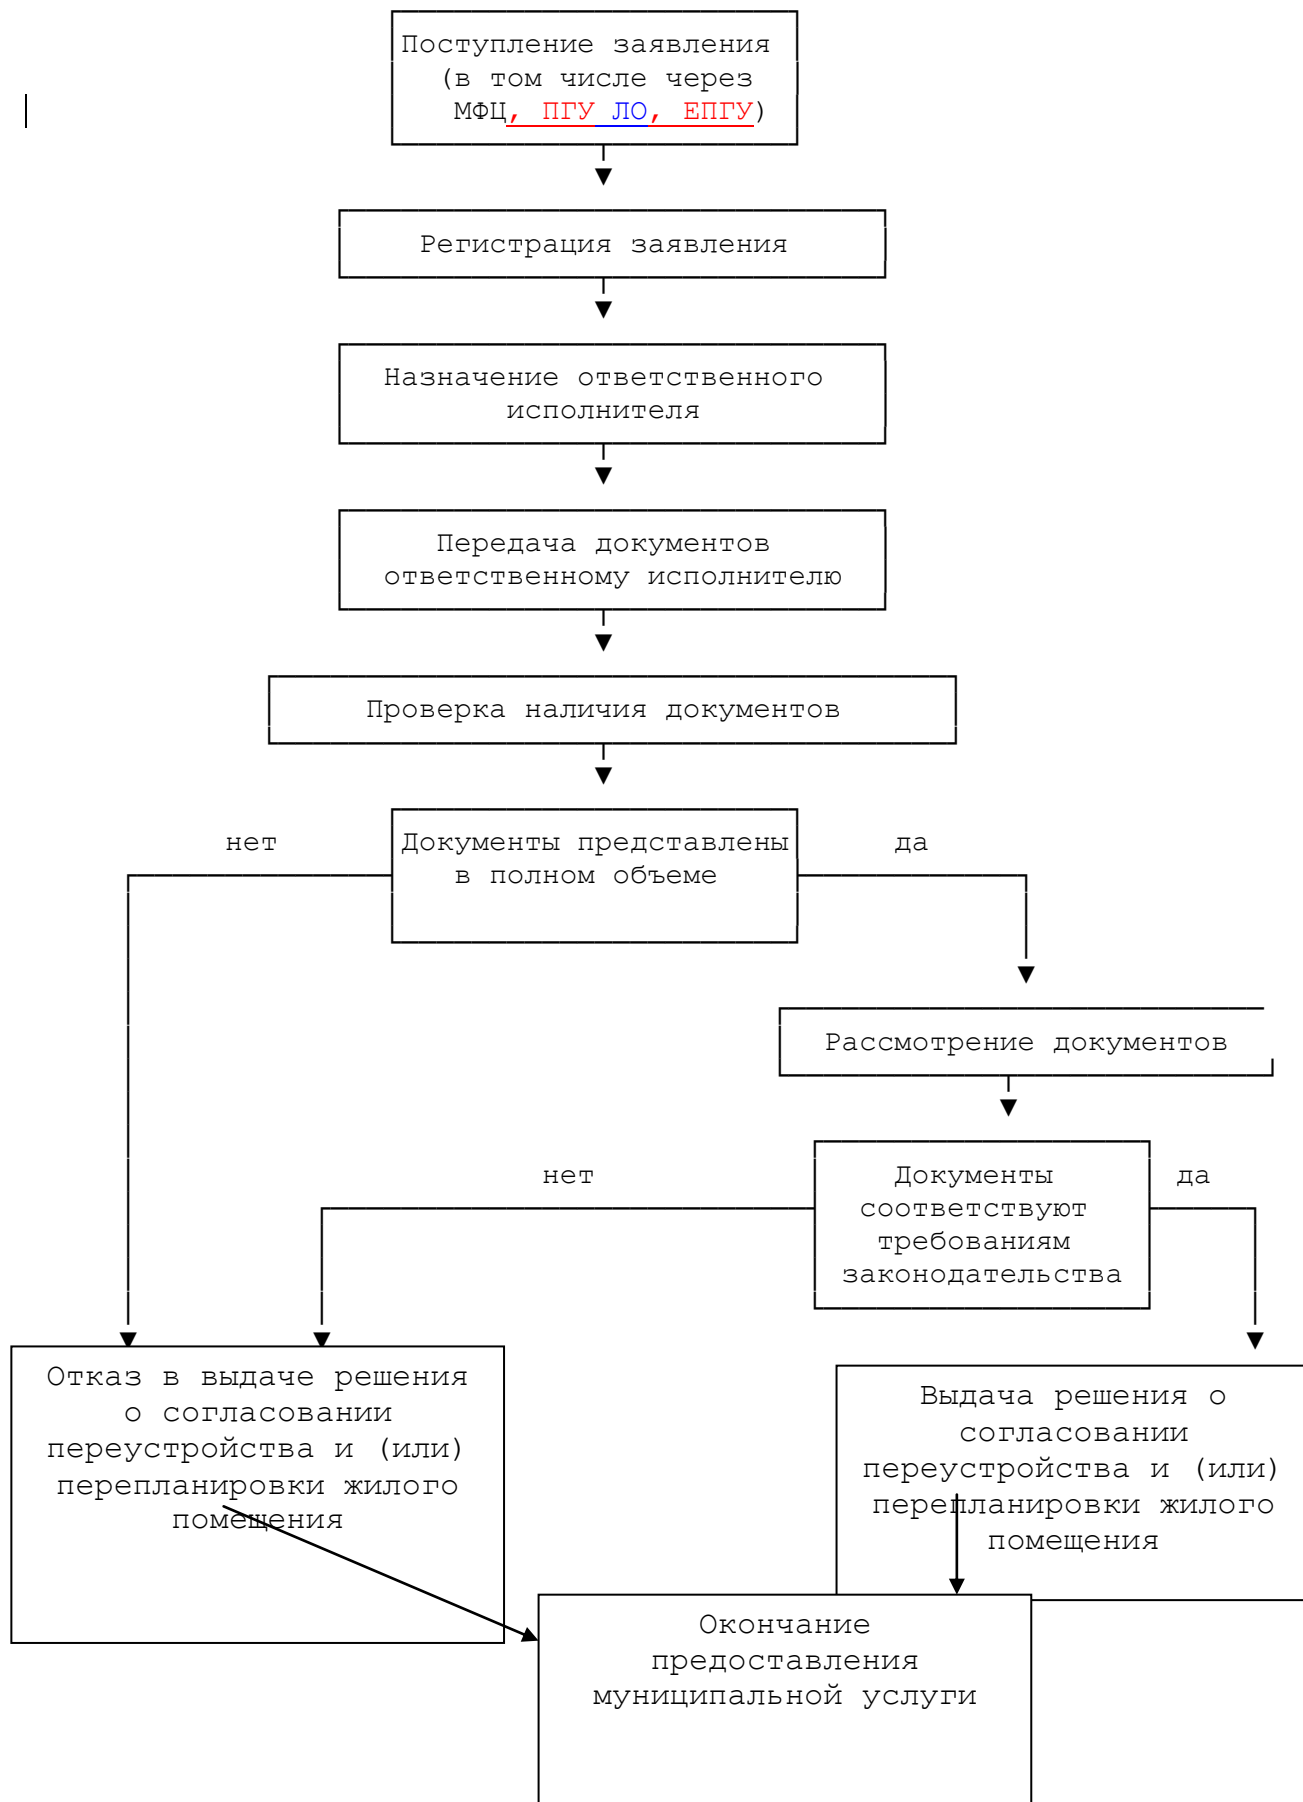 Поступление заявления
(в том числе через
МФЦ, ПГУ ЛО, ЕПГУ)
Регистрация заявления
Назначение ответственного
исполнителя
Передача документов
ответственному исполнителю
Проверка наличия документов
нет
Документы представлены
в полном объеме
да
Рассмотрение документов
нет
Документы
соответствуют
требованиям
законодательства
да
Отказ в выдаче решения
о согласовании
переустройства и (или)
перепланировки жилого
помещения
Выдача решения о
согласовании
переустройства и (или)
перепланировки жилого
помещения
Окончание
предоставления
муниципальной услуги